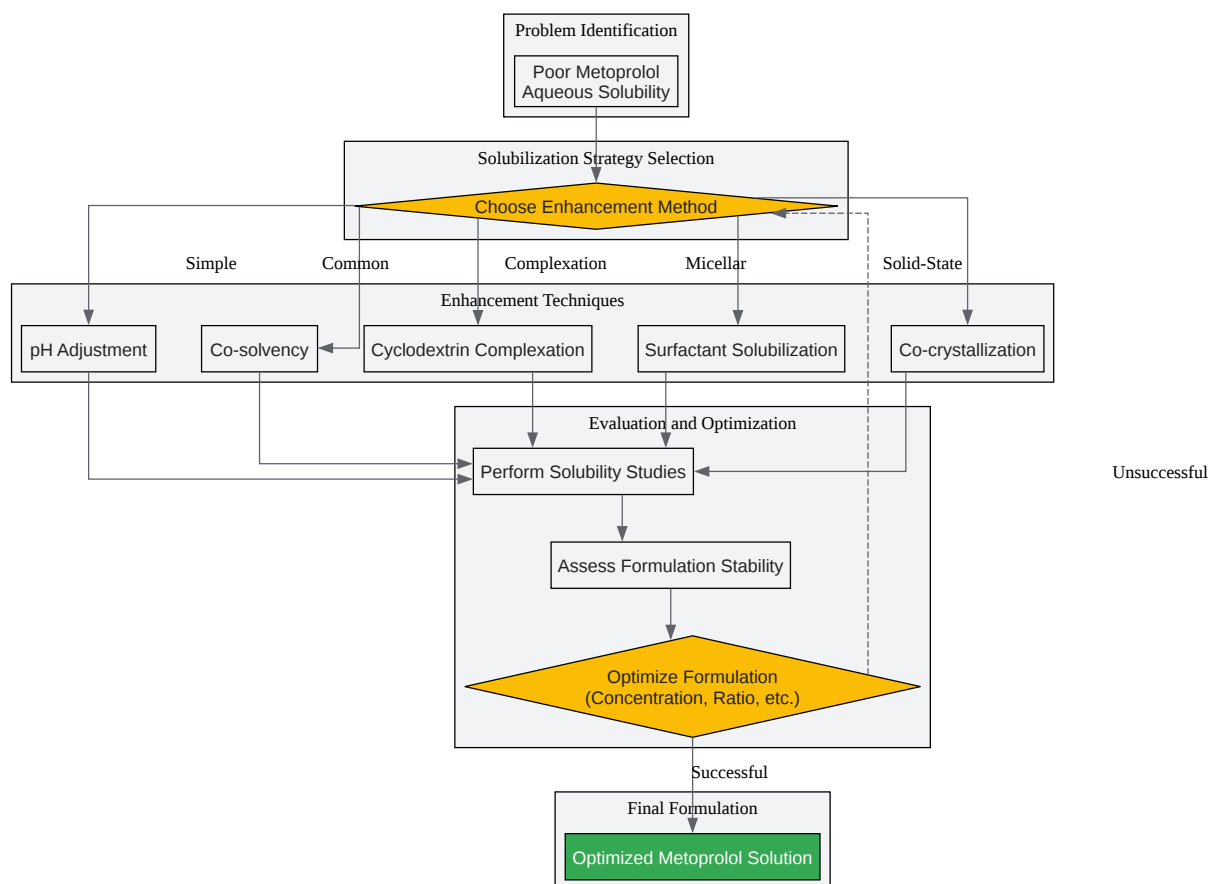 Problem Identification
Poor Metoprolol
Aqueous Solubility
Solubilization Strategy Selection
Choose Enhancement Method
Simple
Common
Complexation
Micellar
Solid-State
Enhancement Techniques
pH Adjustment
Co-solvency
Cyclodextrin Complexation
Surfactant Solubilization
Co-crystallization
Evaluation and Optimization
Perform Solubility Studies
Unsuccessful
Assess Formulation Stability
Optimize Formulation
(Concentration, Ratio, etc.)
Successful
Final Formulation
Optimized Metoprolol Solution